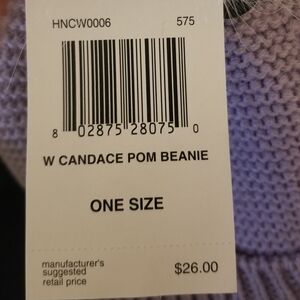 HNCW0006 575
8 02875 28075 0
W CANDACE POM BEANIE
ONE SIZE
manufacturer's
suggested
retail price $26.00